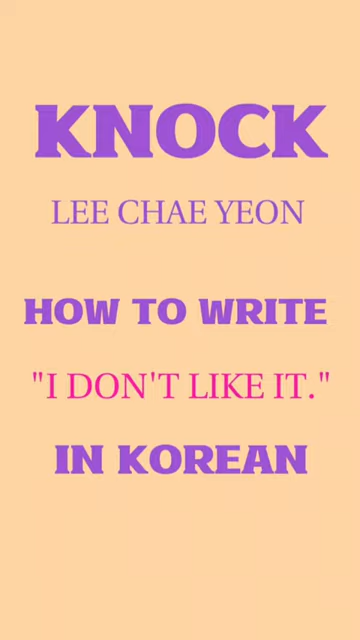 KNOCK
LEE CHAE YEON
HOW TO WRITE
"I DON'T LIKE IT."
IN KOREAN